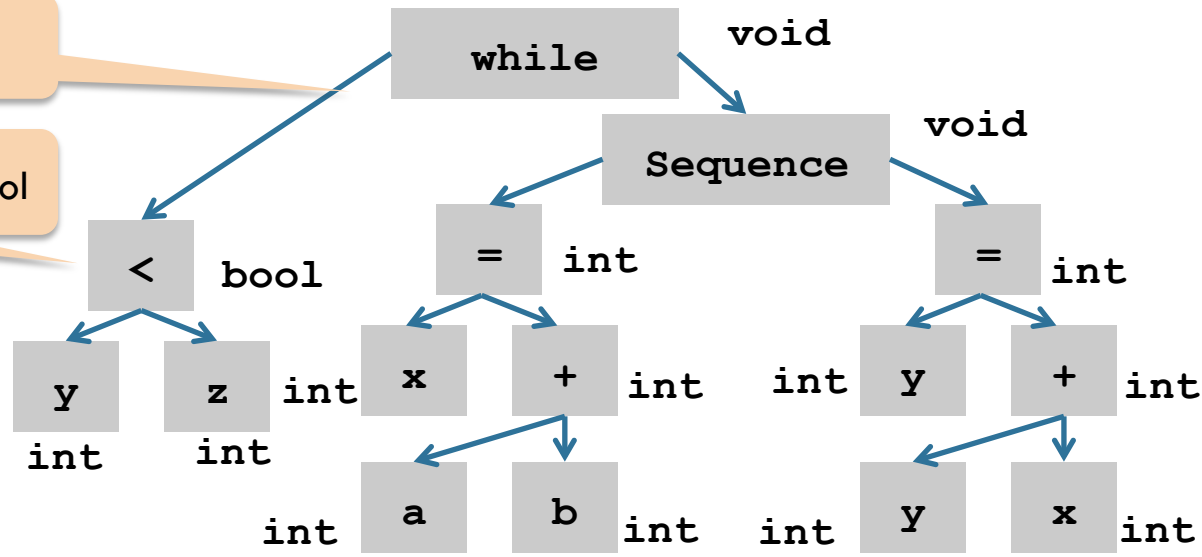 while void
Sequence void
ol
< bool
= int
= int
y z int x + int
int y + int
int int
int a b int
int y x int